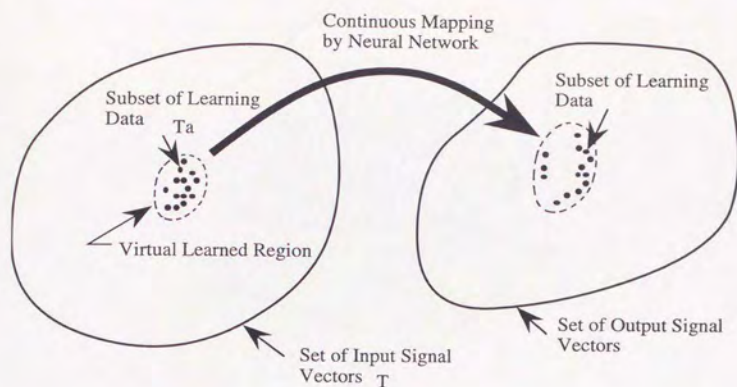 Continuous Mapping
by Neural Network
Subset of Learning
Data
Ta
Subset of Learning
Data
Virtual Learned Region
Set of Input Signal
Vectors T
Set of Output Signal
Vectors